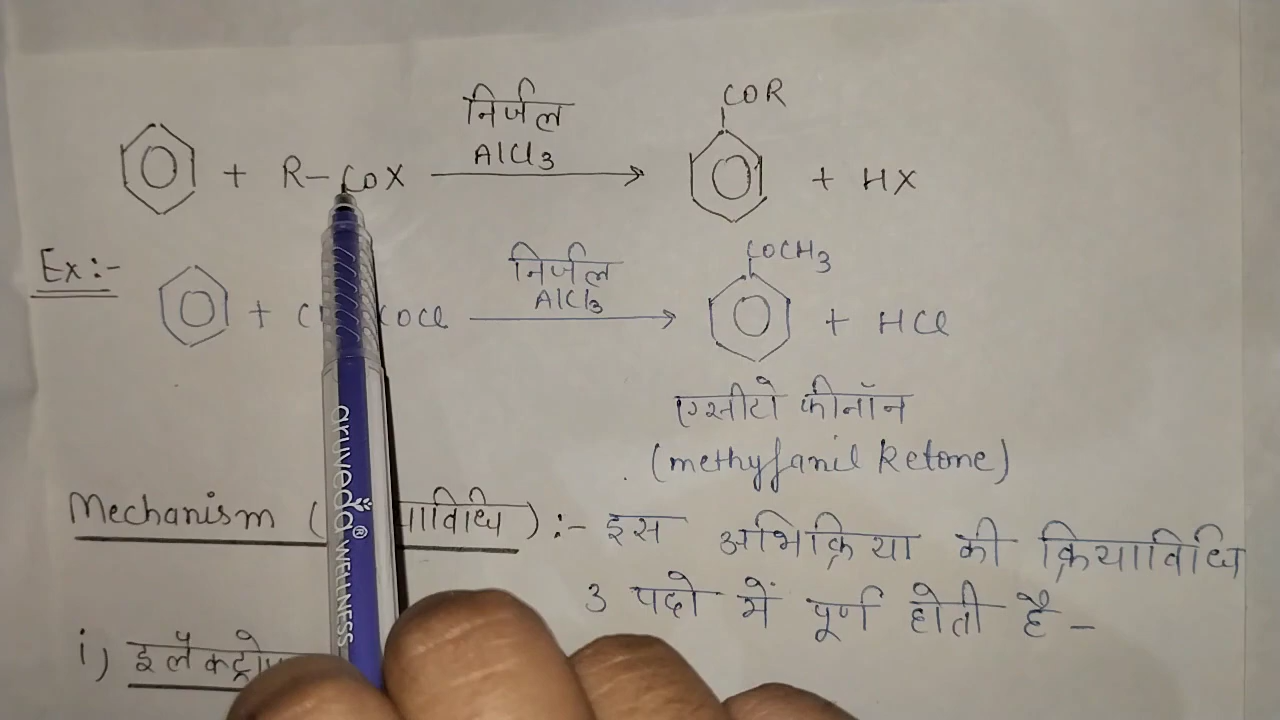 निर्जल
AlCl3
COR
+ R-COX → + HX
Ex:-
निर्जल
AlCl3
COCH3
+ COCl → + HCl
एसीटो फीनॉन
(methyfanil Ketone)
Mechanism ( ) :- इस अभिक्रिया की क्रियाविधि
3 पदो में पूर्ण होती है -
i)
aruveda WELLNESS